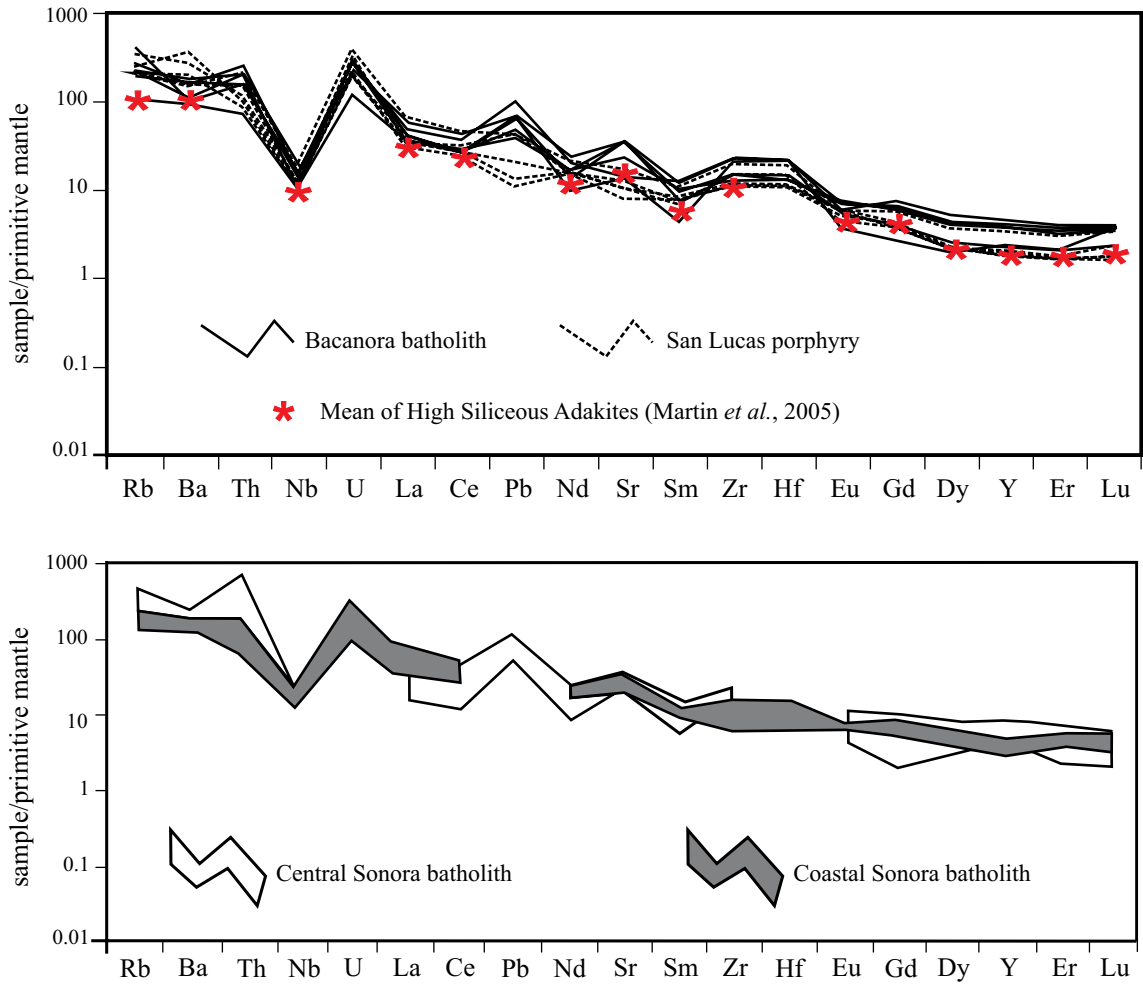 1000
100
10
1
0.1
0.01
sample/primitive mantle
Bacanora batholith
San Lucas porphyry
Mean of High Siliceous Adakites (Martin et al., 2005)
Rb Ba Th Nb U La Ce Pb Nd Sr Sm Zr Hf Eu Gd Dy Y Er Lu
1000
100
10
1
0.1
0.01
sample/primitive mantle
Central Sonora batholith
Coastal Sonora batholith
Rb Ba Th Nb U La Ce Pb Nd Sr Sm Zr Hf Eu Gd Dy Y Er Lu